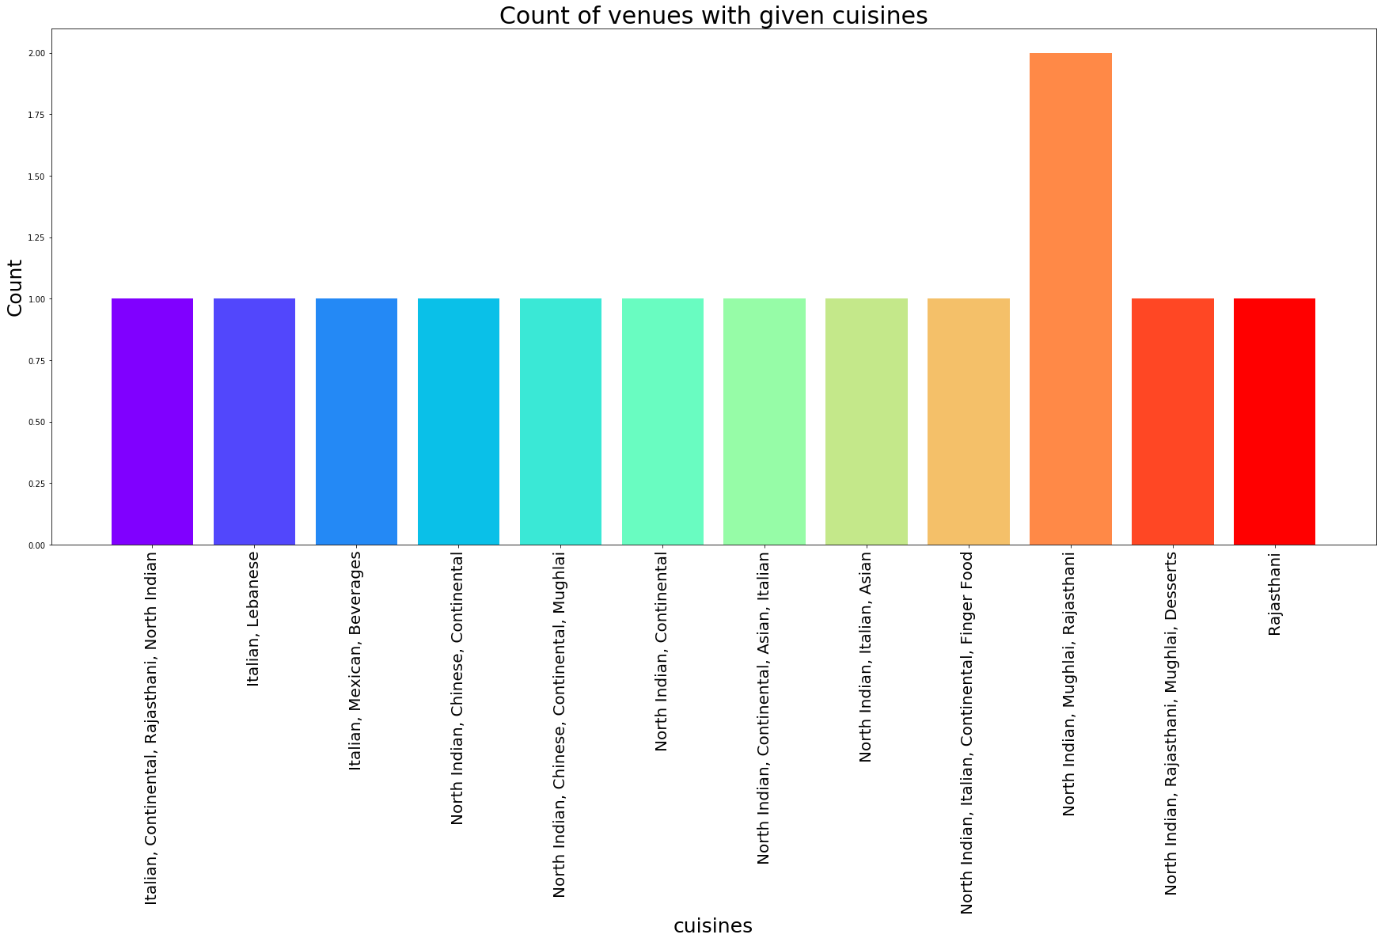 Count of venues with given cuisines
Count
2.00
1.75
1.50
1.25
1.00
0.75
0.50
0.25
0.00
Italian, Continental, Rajasthani, North Indian
Italian, Lebanese
Italian, Mexican, Beverages
North Indian, Chinese, Continental
North Indian, Chinese, Continental, Mughlai
North Indian, Continental
North Indian, Continental, Asian, Italian
North Indian, Italian, Asian
North Indian, Italian, Continental, Finger Food
North Indian, Mughlai, Rajasthani
North Indian, Rajasthani, Mughlai, Desserts
Rajasthani
cuisines